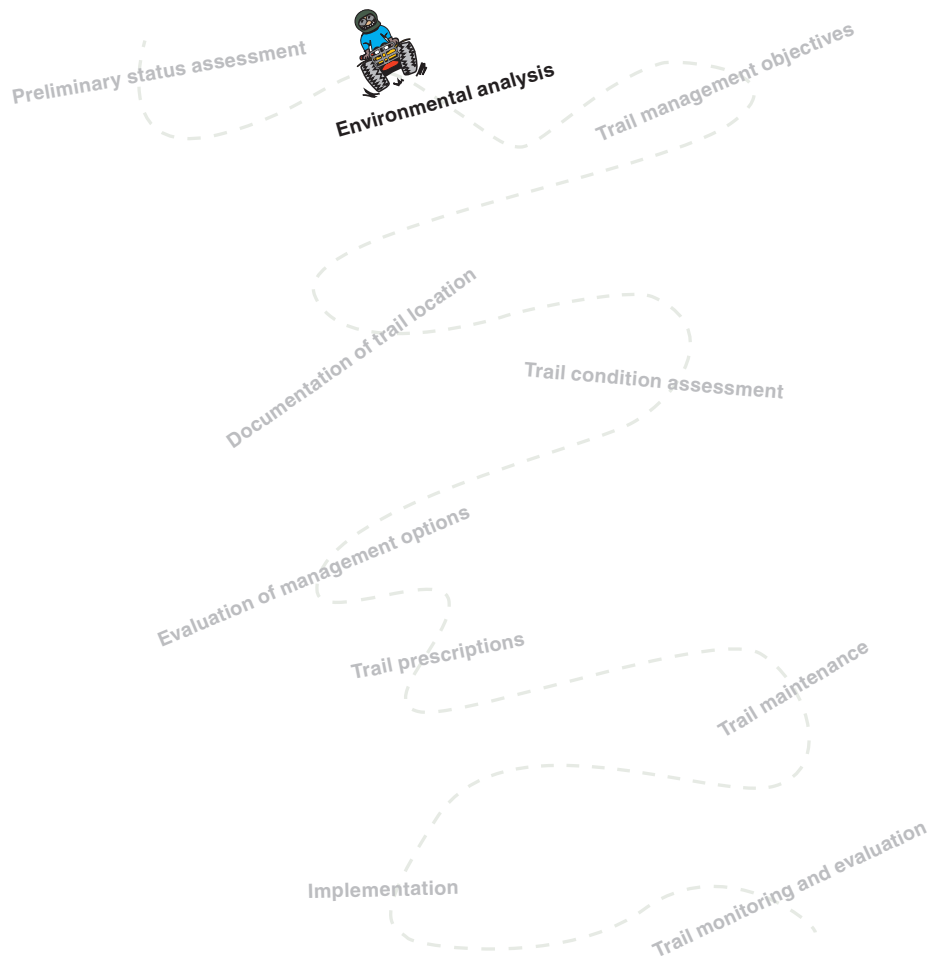 Preliminary status assessment
Environmental analysis
Trail management objectives
Documentation of trail location
Trail condition assessment
Evaluation of management options
Trail prescriptions
Trail maintenance
Implementation
Trail monitoring and evaluation